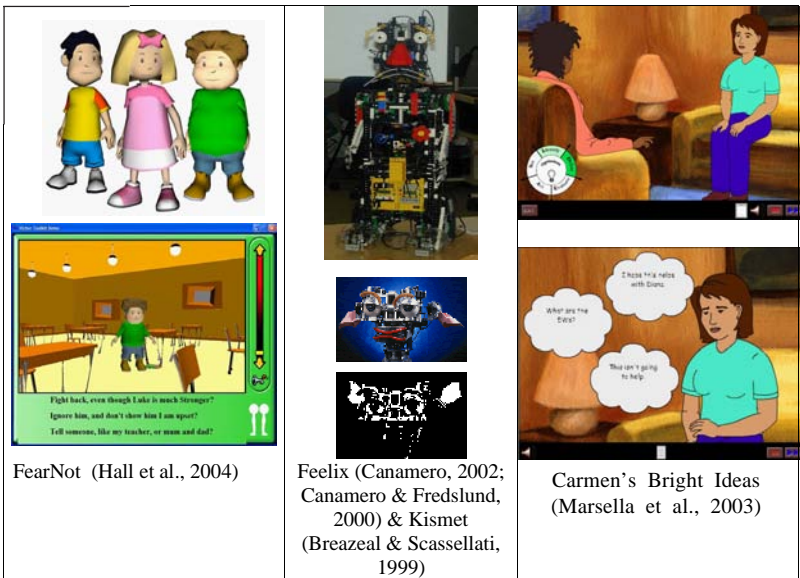 Fight back, even though Luke is much Stronger?
Ignore him, and don't show him I am upset?
Tell someone, like my teacher, or mum and dad?
FearNot (Hall et al., 2004)
Feelix (Canamero, 2002;
Canamero & Fredslund,
2000) & Kismet
(Breazeal & Scassellati,
1999)
I hope this helps
with Diana.
What are the
This isn't going
to help.
Carmen's Bright Ideas
(Marsella et al., 2003)